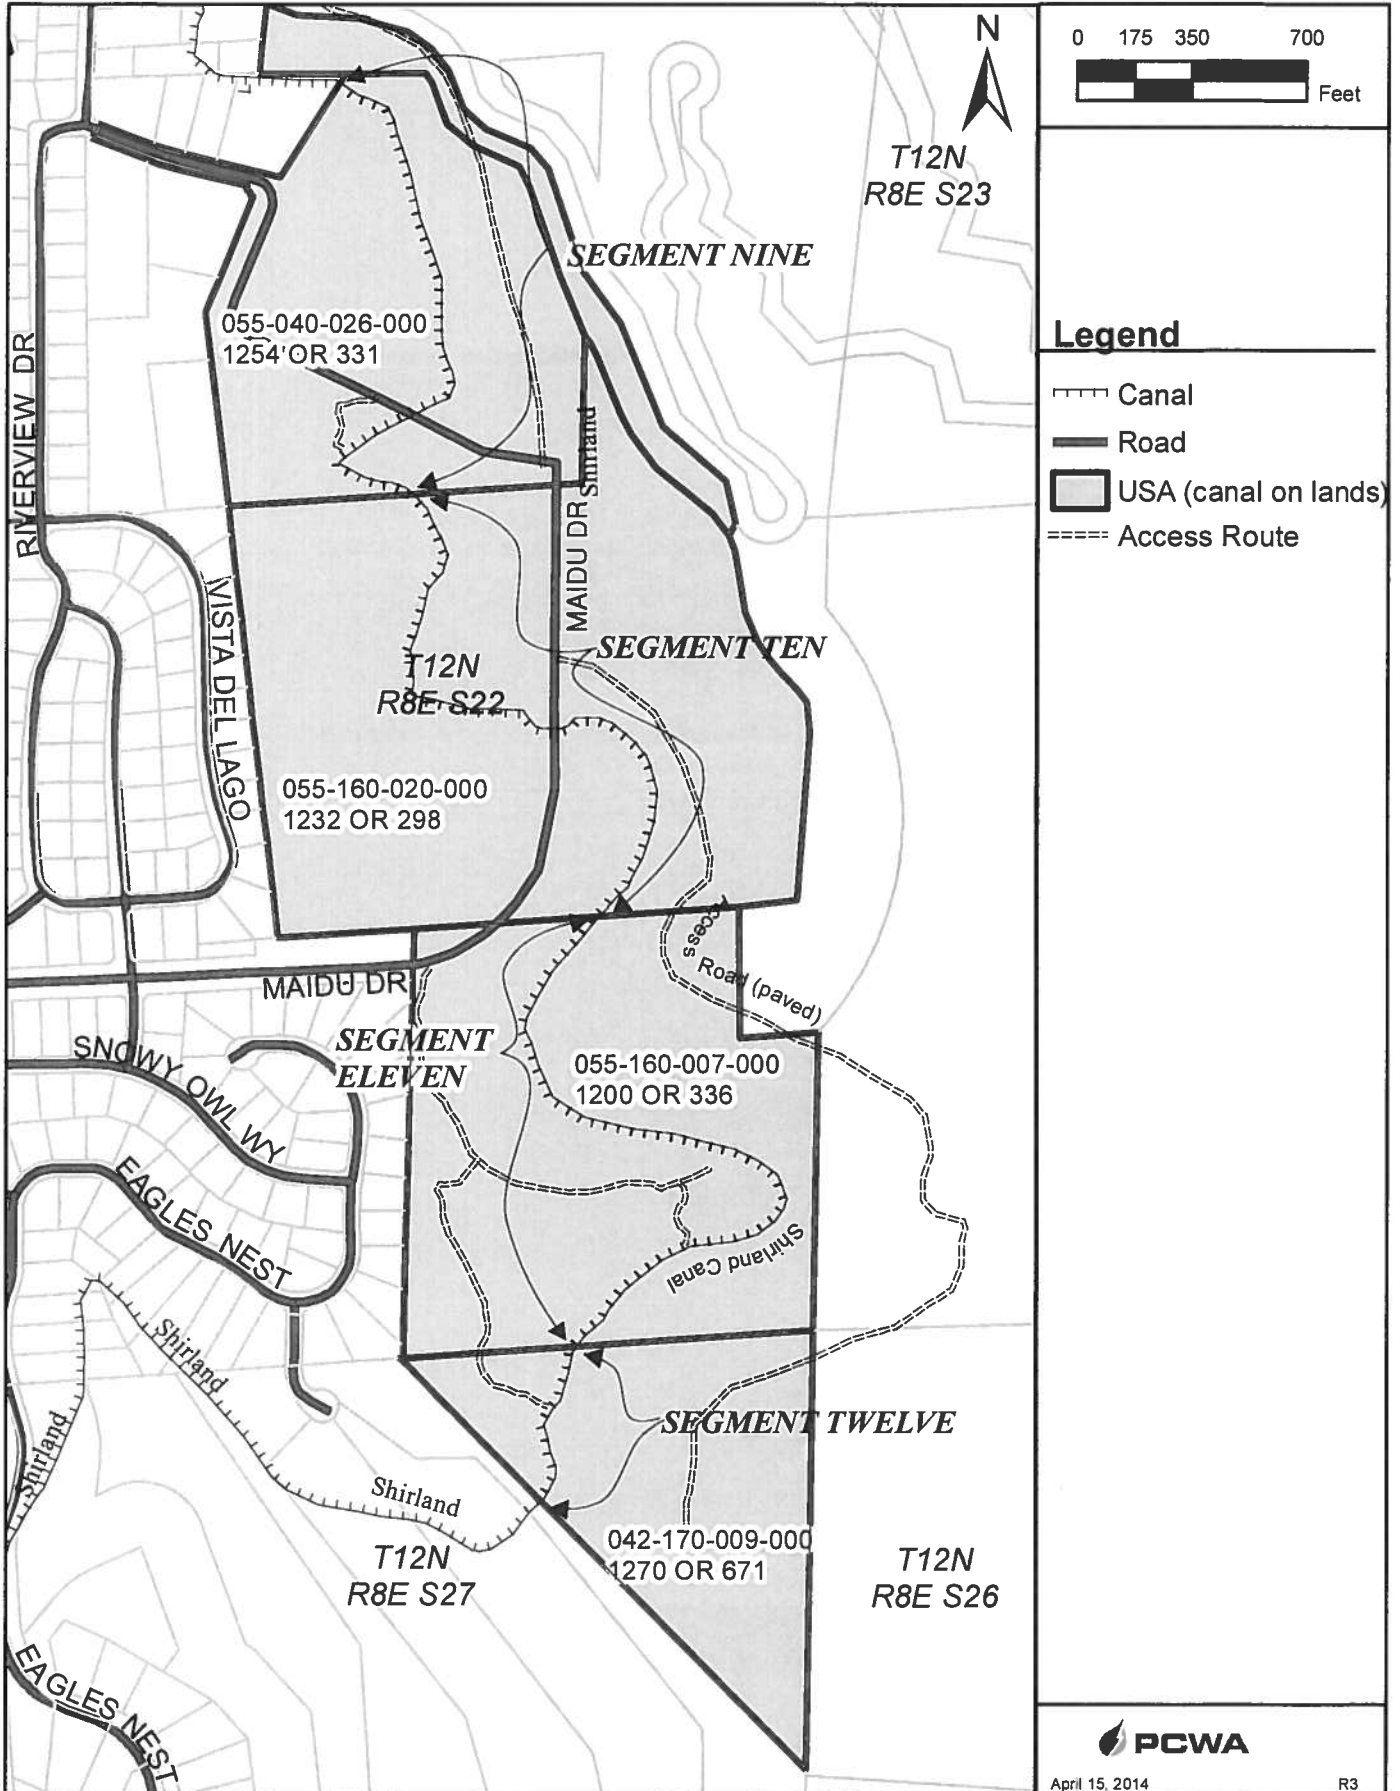 N
0 175 350 700
Feet
T12N
R8E S23
SEGMENT NINE
055-040-026-000
1254 OR 331
RIVERVIEW DR
Legend
Canal
Road
USA (canal on lands)
Access Route
Shirland
MAIDU DR
VISTA DEL LAGO
SEGMENT TEN
T12N
R8E S22
055-160-020-000
1232 OR 298
Access Road (paved)
MAIDU DR
SEGMENT
ELEVEN
SNOWY OWL WY
055-160-007-000
1200 OR 336
EAGLES NEST
Shirland Canal
Shirland
Shirland
SEGMENT TWELVE
Shirland
042-170-009-000
1270 OR 671
T12N
R8E S27
T12N
R8E S26
EAGLES NEST
PCWA
April 15, 2014
R3